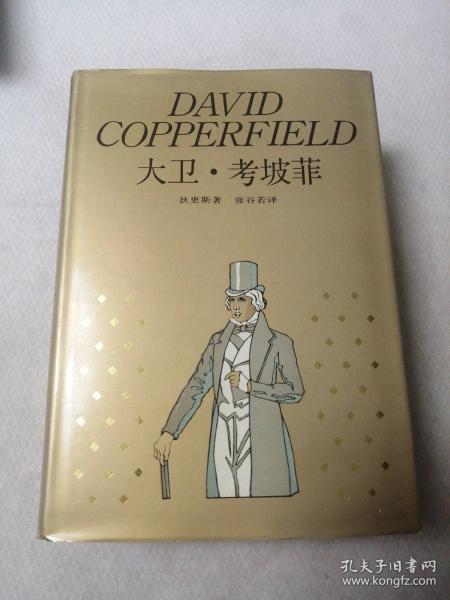 DAVID
COPPERFIELD
大卫·考坡菲
狄更斯著 张谷若译
孔夫子旧书网
www.kongfz.com